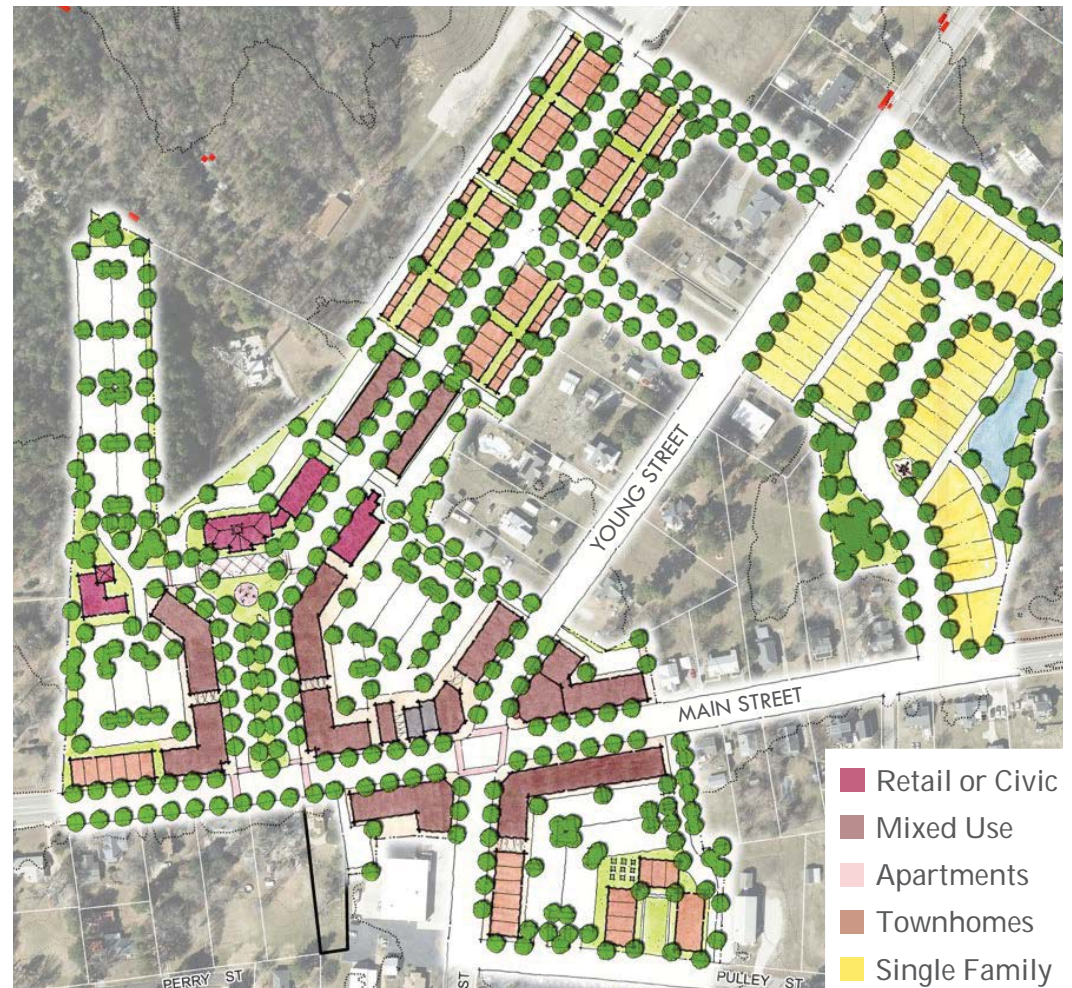 YOUNG STREET
MAIN STREET
Retail or Civic
Mixed Use
Apartments
Townhomes
Single Family
PERRY ST
ST
PULLEY ST